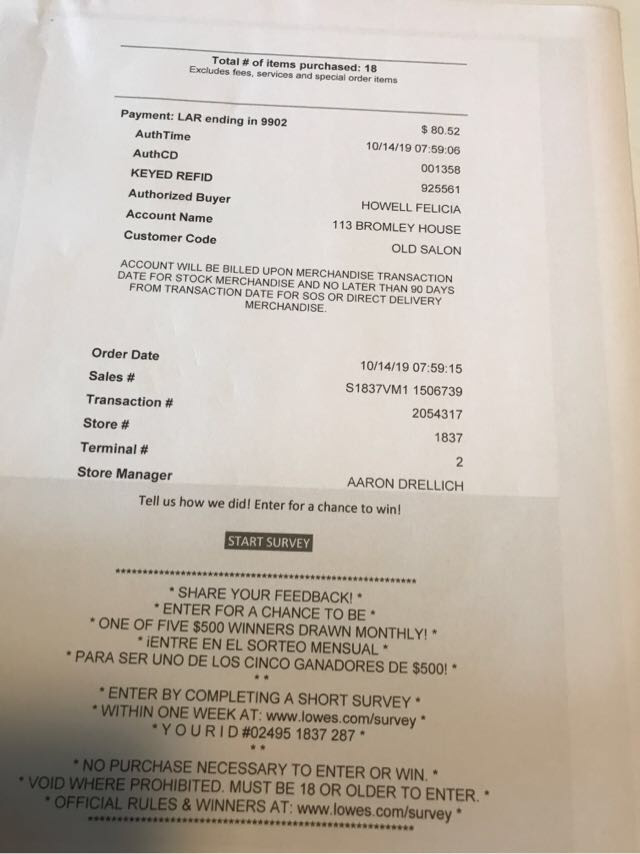 Total # of items purchased: 18
Excludes fees, services and special order items
Payment: LAR ending in 9902 $ 80.52
AuthTime 10/14/19 07:59:06
AuthCD 001358
KEYED REFID 925561
Authorized Buyer HOWELL FELICIA
Account Name 113 BROMLEY HOUSE
Customer Code OLD SALON
ACCOUNT WILL BE BILLED UPON MERCHANDISE TRANSACTION
DATE FOR STOCK MERCHANDISE AND NO LATER THAN 90 DAYS
FROM TRANSACTION DATE FOR SOS OR DIRECT DELIVERY
MERCHANDISE.
Order Date 10/14/19 07:59:15
Sales # S1837VM1 1506739
Transaction # 2054317
Store # 1837
Terminal # 2
Store Manager AARON DRELLICH
Tell us how we did! Enter for a chance to win!
START SURVEY
************************************************************
* SHARE YOUR FEEDBACK! *
* ENTER FOR A CHANCE TO BE *
* ONE OF FIVE $500 WINNERS DRAWN MONTHLY! *
* ¡ENTRE EN EL SORTEO MENSUAL *
* PARA SER UNO DE LOS CINCO GANADORES DE $500! *
* *
* ENTER BY COMPLETING A SHORT SURVEY *
* WITHIN ONE WEEK AT: www.lowes.com/survey *
* Y O U R I D #02495 1837 287 *
* *
* NO PURCHASE NECESSARY TO ENTER OR WIN. *
* VOID WHERE PROHIBITED. MUST BE 18 OR OLDER TO ENTER. *
* OFFICIAL RULES & WINNERS AT: www.lowes.com/survey *
************************************************************